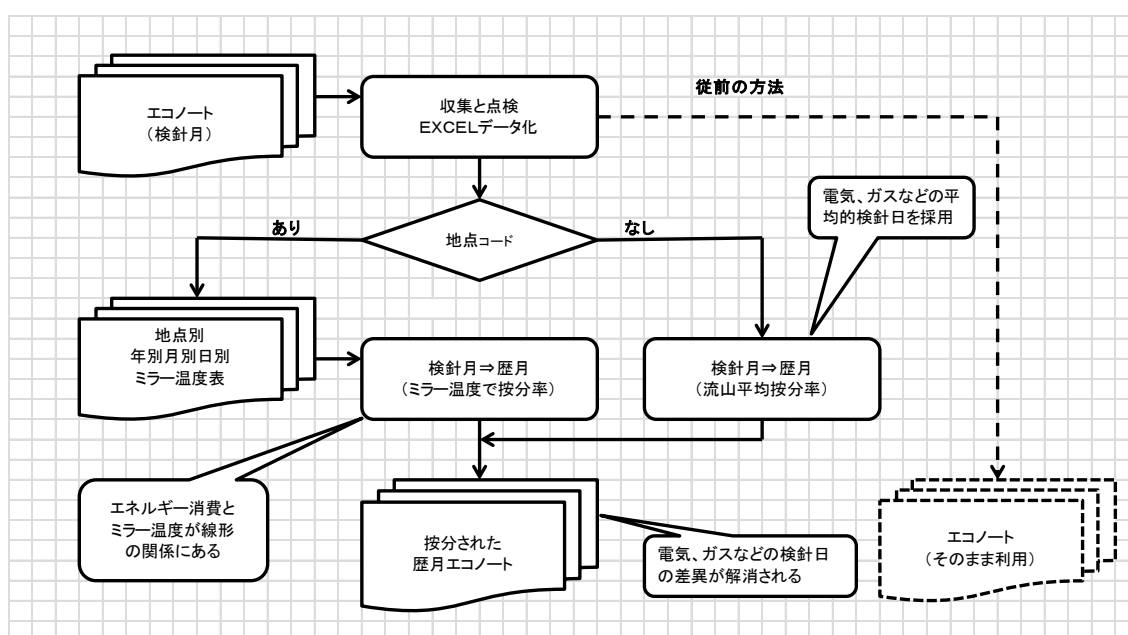 エコノート
（検針月）
収集と点検
EXCELデータ化
従前の方法
電気、ガスなどの平
均的検針日を採用
あり
地点コード
なし
地点別
年別月別日別
ミラー温度表
検針月⇒歴月
（ミラー温度で按分率）
検針月⇒歴月
（流山平均按分率）
エネルギー消費と
ミラー温度が線形
の関係にある
按分された
歴月エコノート
電気、ガスなどの検針日
の差異が解消される
エコノート
（そのまま利用）